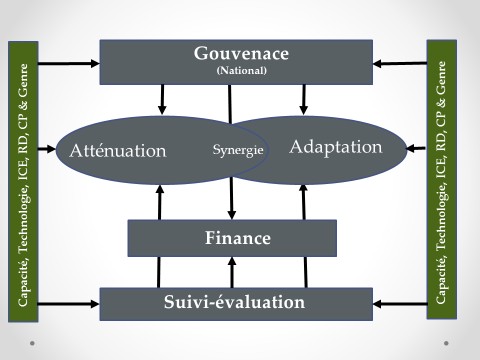 Gouvenace
(National)
Capacité, Technologie, ICE, RD, CP & Genre
Atténuation
Synergie
Adaptation
Capacité, Technologie, ICE, RD, CP & Genre
Finance
Suivi-évaluation